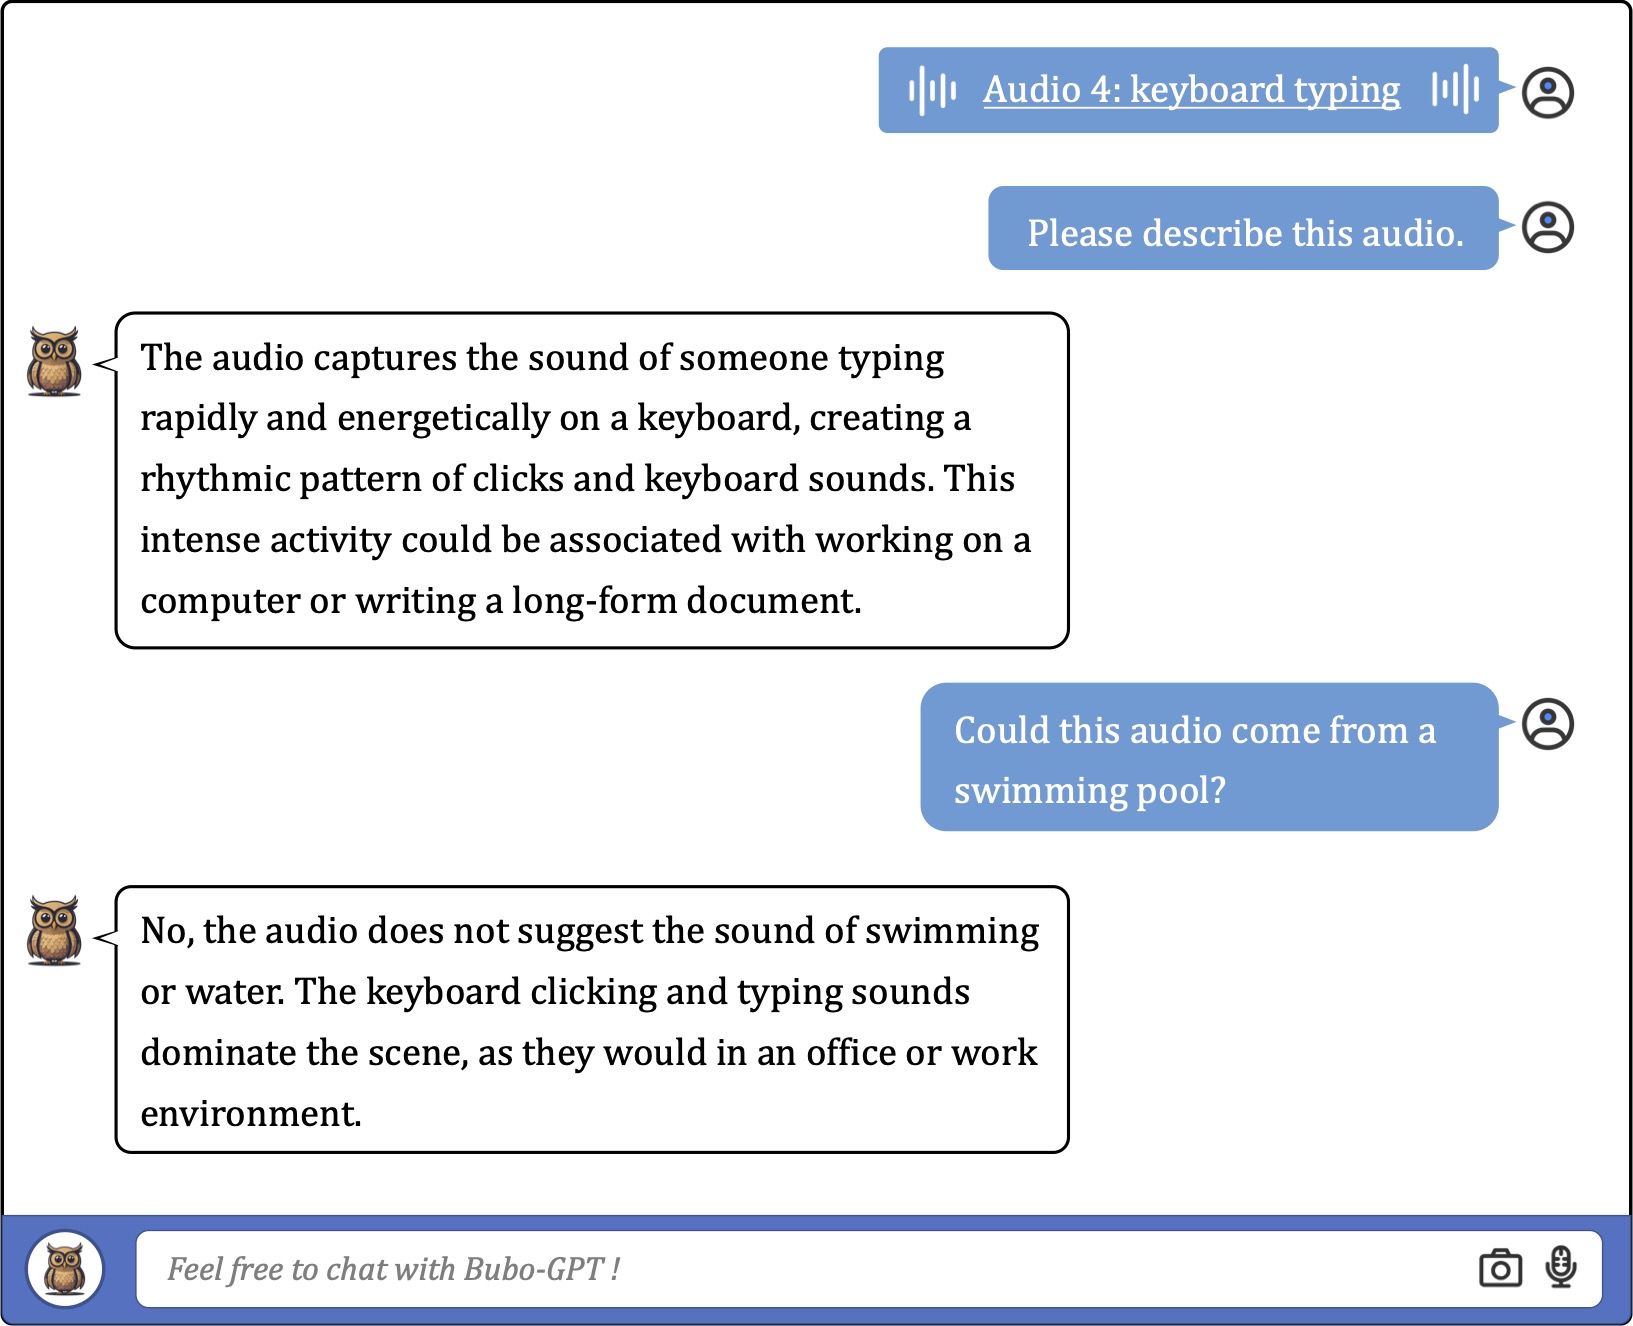 Audio 4: keyboard typing
Please describe this audio.
The audio captures the sound of someone typing
rapidly and energetically on a keyboard, creating a
rhythmic pattern of clicks and keyboard sounds. This
intense activity could be associated with working on a
computer or writing a long-form document.
Could this audio come from a
swimming pool?
No, the audio does not suggest the sound of swimming
or water. The keyboard clicking and typing sounds
dominate the scene, as they would in an office or work
environment.
Feel free to chat with Bubo-GPT !